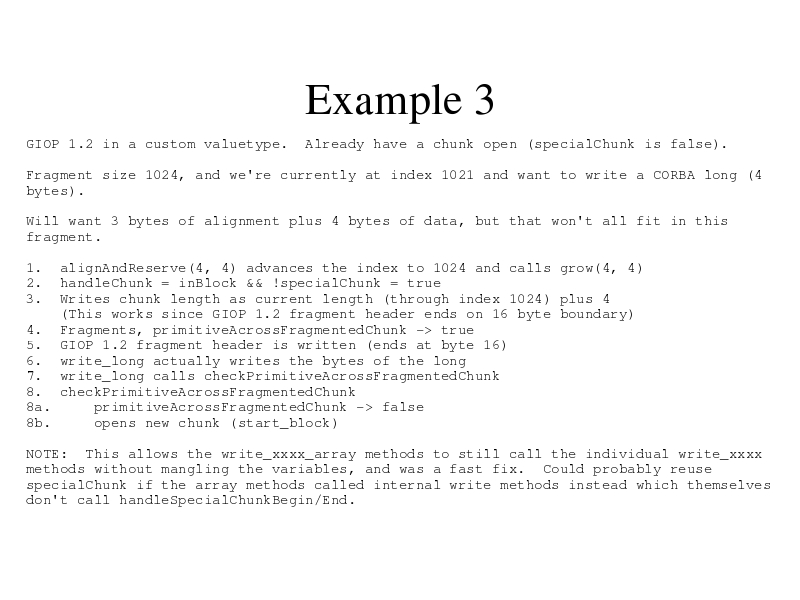 Example 3
GIOP 1.2 in a custom valuetype.  Already have a chunk open (specialChunk is false).
Fragment size 1024, and we're currently at index 1021 and want to write a CORBA long (4
bytes).
Will want 3 bytes of alignment plus 4 bytes of data, but that won't all fit in this
fragment.
1.  alignAndReserve(4, 4) advances the index to 1024 and calls grow(4, 4)
2.  handleChunk = inBlock && !specialChunk = true
3.  Writes chunk length as current length (through index 1024) plus 4
    (This works since GIOP 1.2 fragment header ends on 16 byte boundary)
4.  Fragments, primitiveAcrossFragmentedChunk -> true
5.  GIOP 1.2 fragment header is written (ends at byte 16)
6.  write_long actually writes the bytes of the long
7.  write_long calls checkPrimitiveAcrossFragmentedChunk
8.  checkPrimitiveAcrossFragmentedChunk
8a.     primitiveAcrossFragmentedChunk -> false
8b.     opens new chunk (start_block)
NOTE:  This allows the write_xxxx_array methods to still call the individual write_xxxx
methods without mangling the variables, and was a fast fix.  Could probably reuse
specialChunk if the array methods called internal write methods instead which themselves
don't call handleSpecialChunkBegin/End.